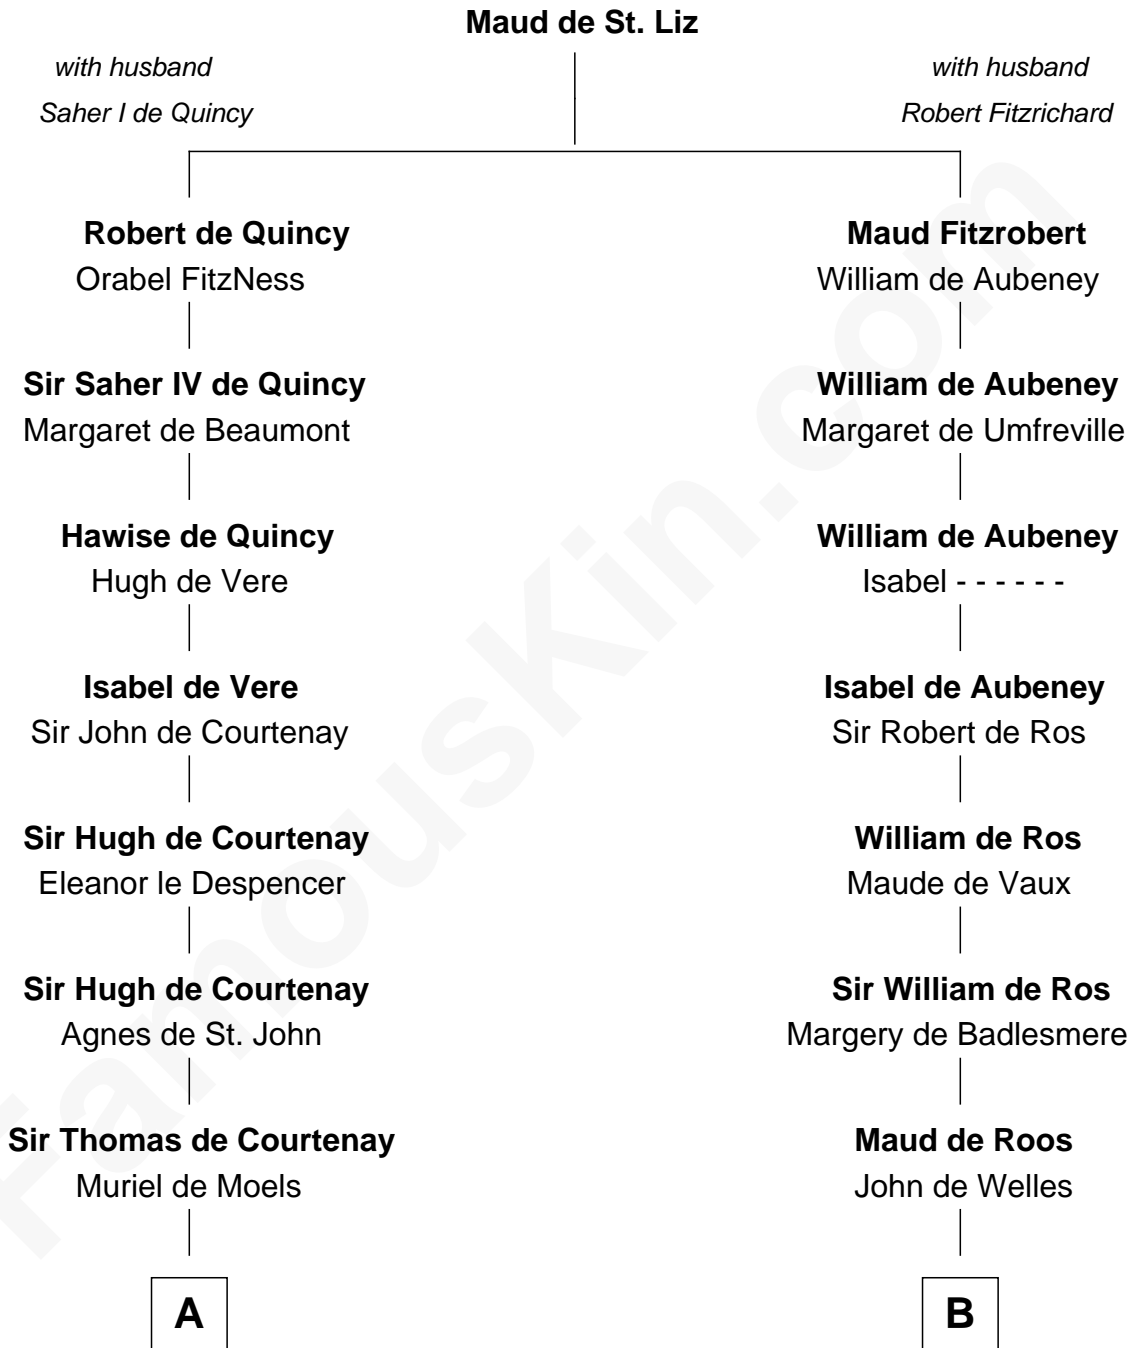 Maud de St. Liz
with husband
Saher I de Quincy
with husband
Robert Fitzrichard
Robert de Quincy
Orabel FitzNess
Maud Fitzrobert
William de Aubeney
Sir Saher IV de Quincy
Margaret de Beaumont
William de Aubeney
Margaret de Umfreville
Hawise de Quincy
Hugh de Vere
William de Aubeney
Isabel - - - - - -
Isabel de Vere
Sir John de Courtenay
Isabel de Aubeney
Sir Robert de Ros
Sir Hugh de Courtenay
Eleanor le Despencer
William de Ros
Maude de Vaux
Sir Hugh de Courtenay
Agnes de St. John
Sir William de Ros
Margery de Badlesmere
Sir Thomas de Courtenay
Muriel de Moels
Maud de Roos
John de Welles
A
B
FamousKin.com